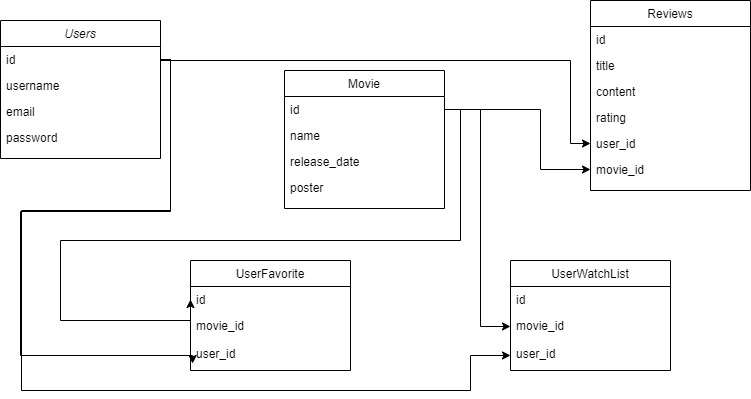 Users
id
username
email
password
Movie
id
name
release_date
poster
Reviews
id
title
content
rating
user_id
movie_id
UserFavorite
id
movie_id
user_id
UserWatchList
id
movie_id
user_id